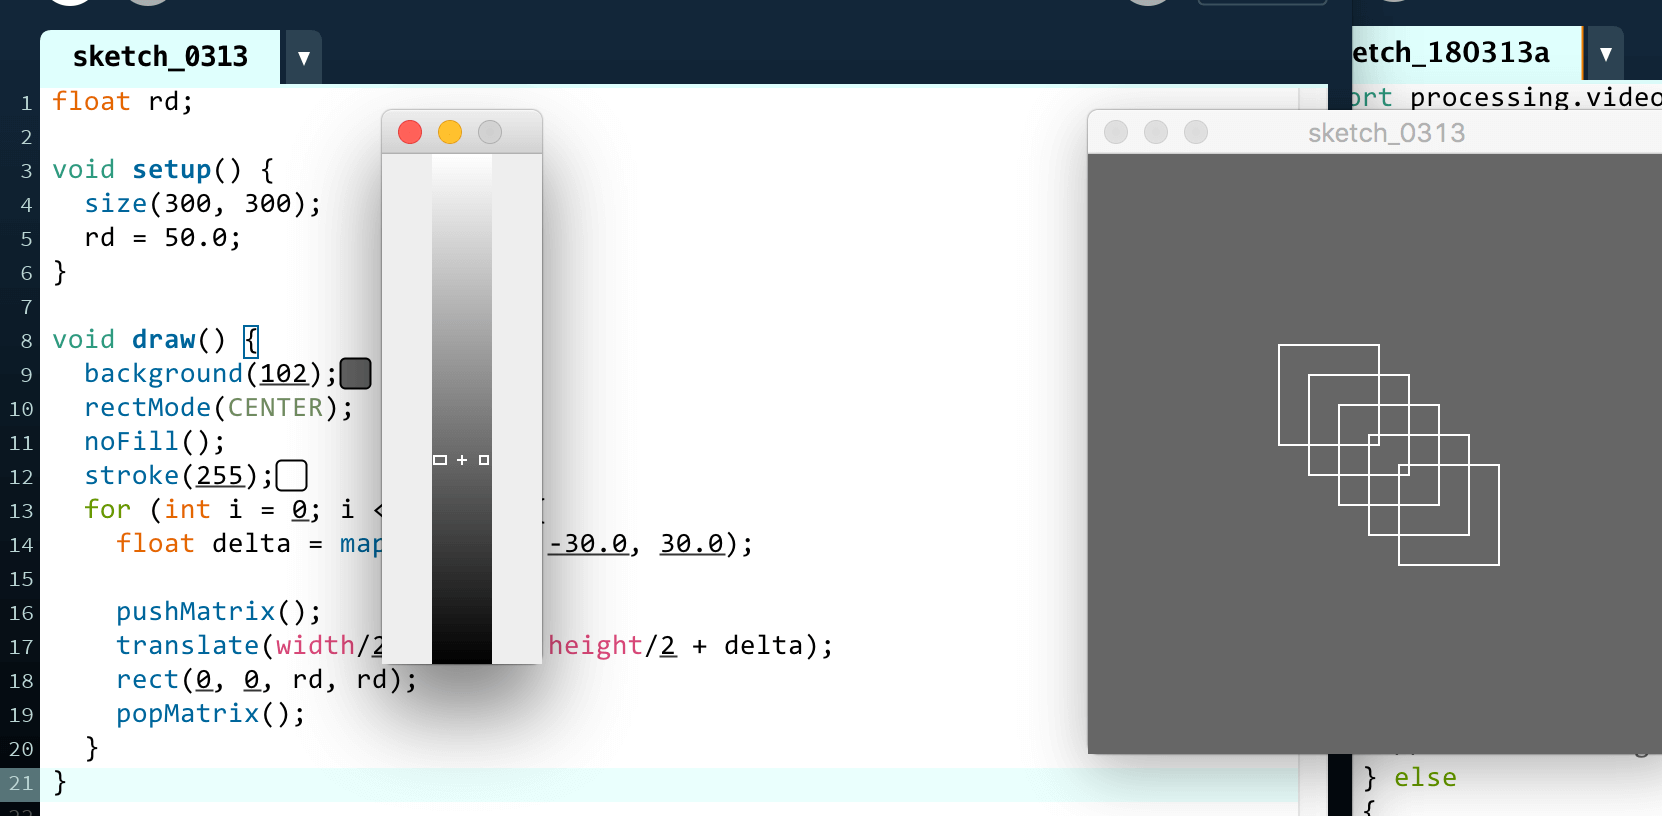 sketch_0313 ▼
1 float rd;
2
3 void setup() {
4 size(300, 300);
5 rd = 50.0;
6 }
7
8 void draw() {
9 background(102);
10 rectMode(CENTER);
11 noFill();
12 stroke(255);
13 for (int i = 0; i <
14 float delta = map -30.0, 30.0);
15
16 pushMatrix();
17 translate(width/2 height/2 + delta);
18 rect(0, 0, rd, rd);
19 popMatrix();
20 }
21 }
22
etch_180313a ▼
ort processing.video
sketch_0313
} else
{